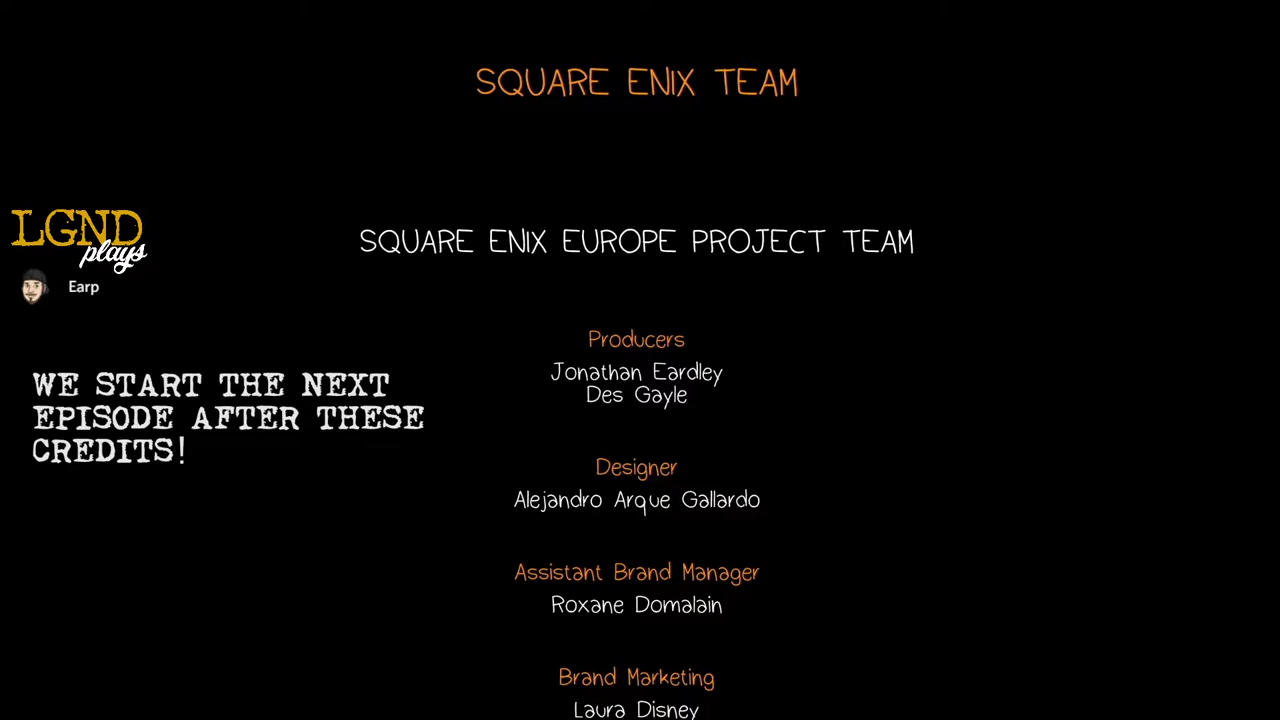 SQUARE ENIX TEAM
LGND
plays
Earp
SQUARE ENIX EUROPE PROJECT TEAM
WE START THE NEXT
EPISODE AFTER THESE
CREDITS!
Producers
Jonathan Eardley
Des Gayle
Designer
Alejandro Arque Gallardo
Assistant Brand Manager
Roxane Domalain
Brand Marketing
Laura Disney